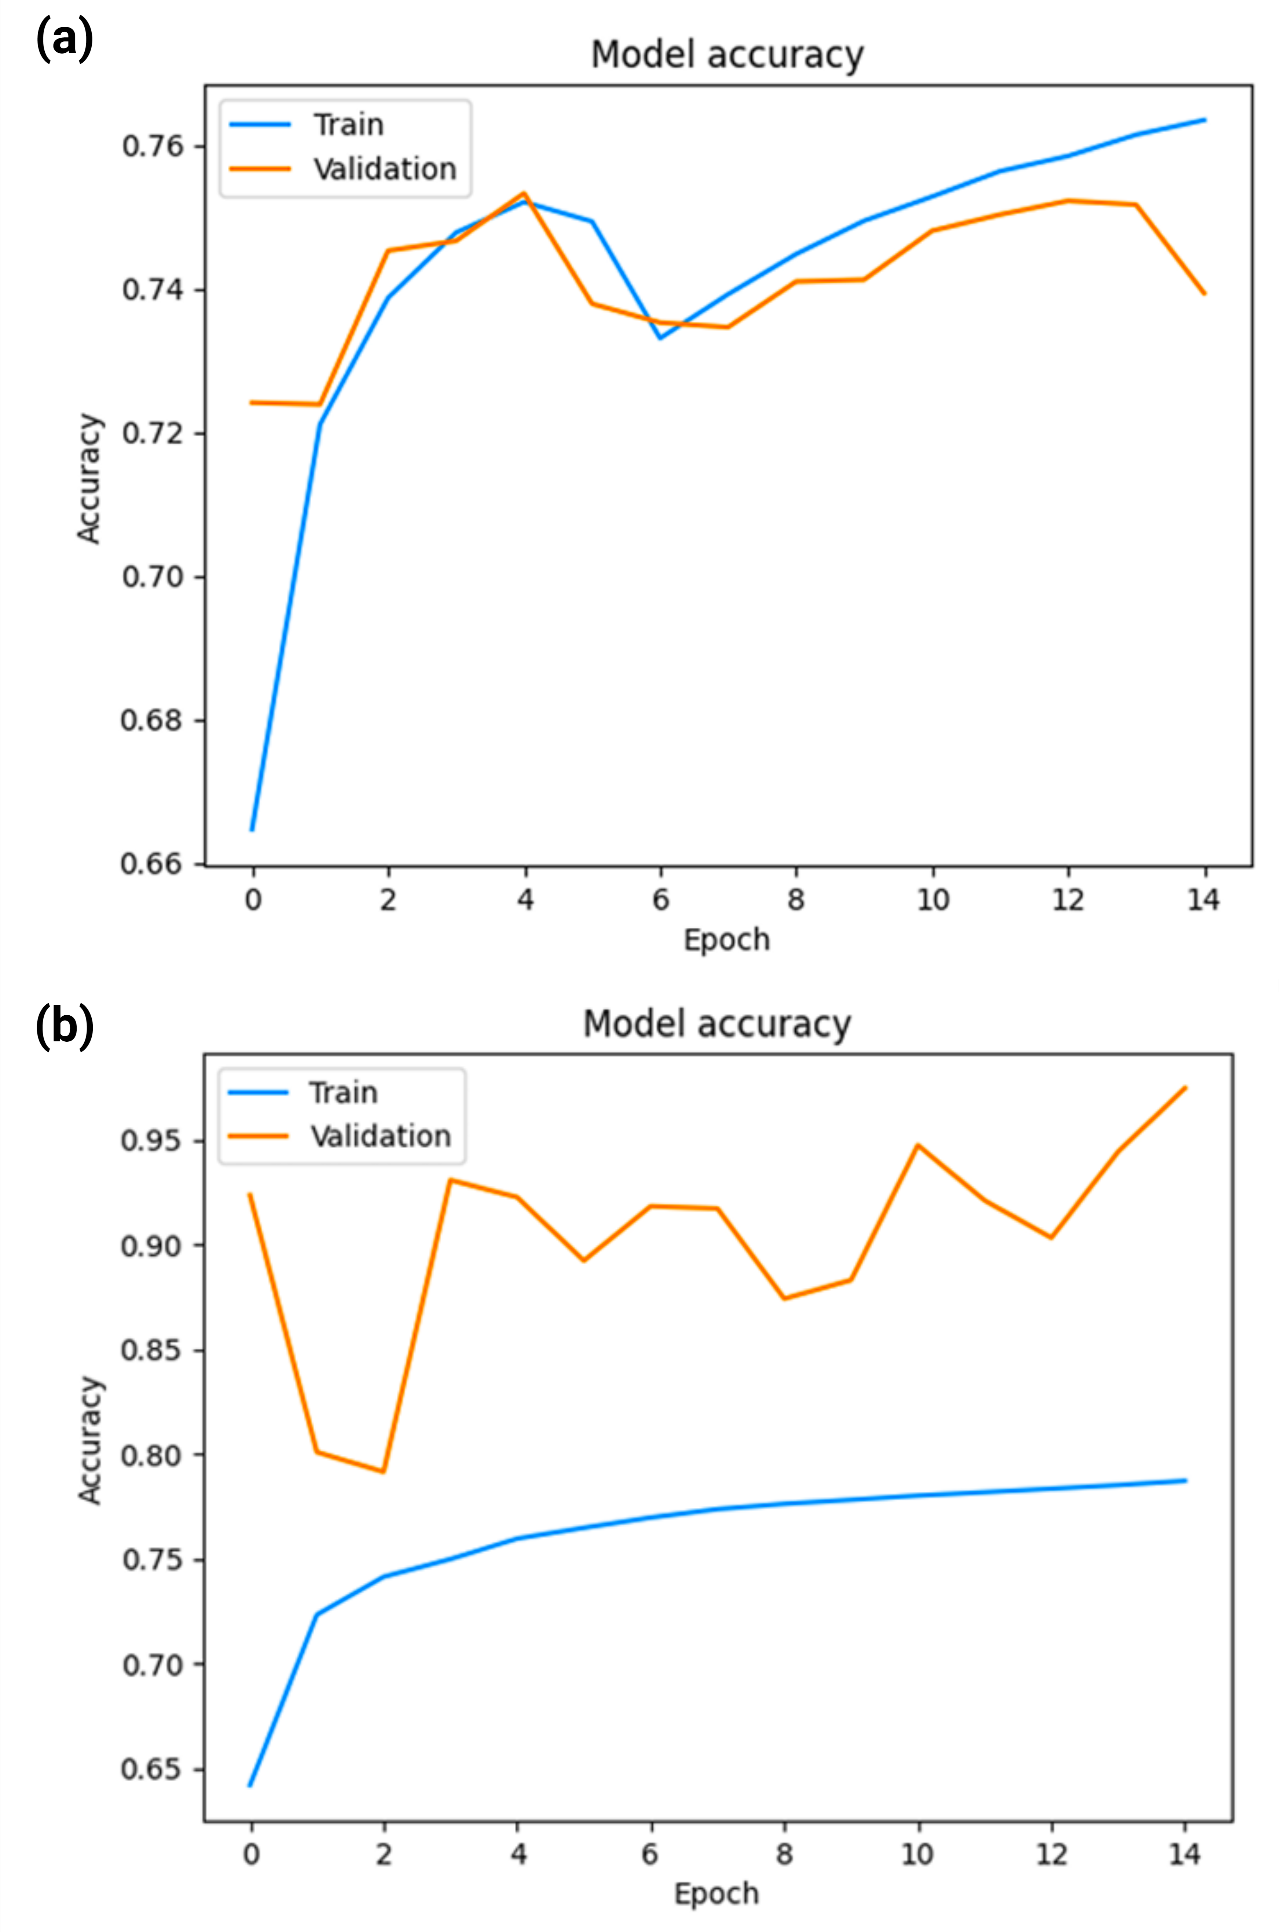 (a)
Model accuracy
Train
Validation
0.76
0.74
0.72
0.70
0.68
0.66
Accuracy
0 2 4 6 8 10 12 14
Epoch
(b)
Model accuracy
Train
Validation
0.95
0.90
0.85
0.80
0.75
0.70
0.65
Accuracy
0 2 4 6 8 10 12 14
Epoch